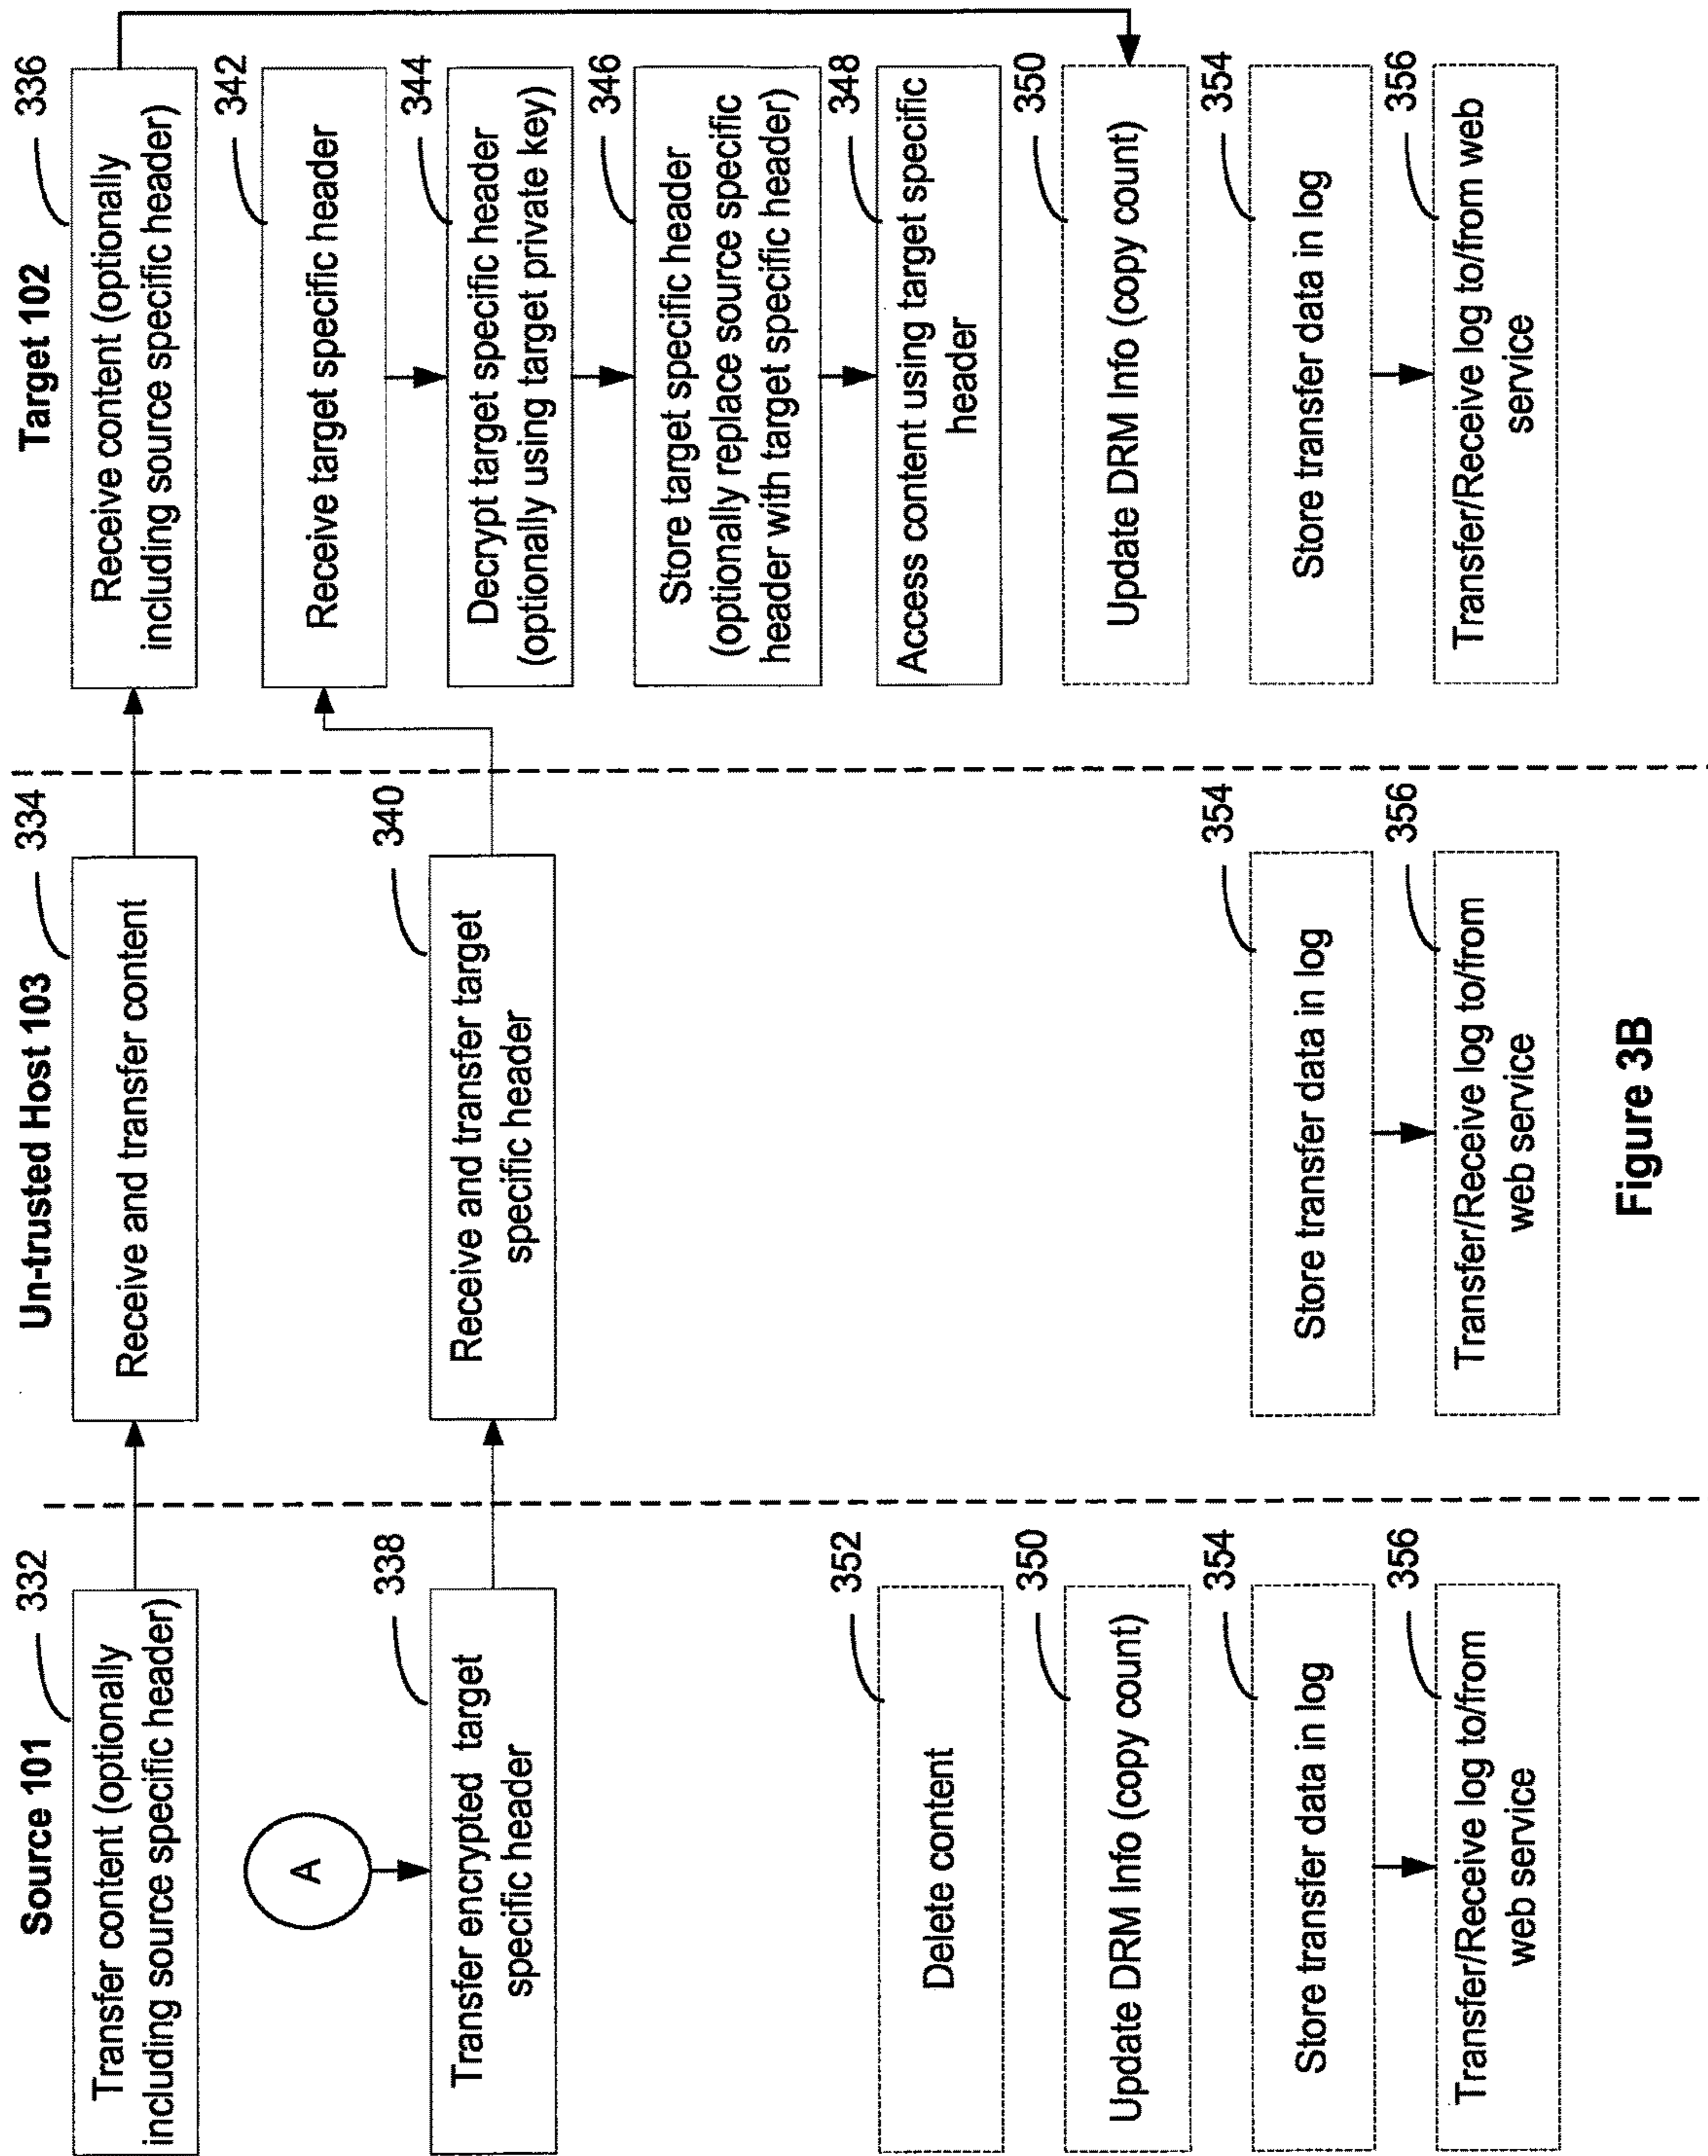 Source 101
332
Transfer content (optionally
including source specific header)
A
338
Transfer encrypted target
specific header
352
Delete content
350
Update DRM Info (copy count)
354
Store transfer data in log
356
Transfer/Receive log to/from
web service
Un-trusted Host 103
334
Receive and transfer content
340
Receive and transfer target
specific header
354
Store transfer data in log
356
Transfer/Receive log to/from
web service
Target 102
336
Receive content (optionally
including source specific header)
342
Receive target specific header
344
Decrypt target specific header
(optionally using target private key)
346
Store target specific header
(optionally replace source specific
header with target specific header)
348
Access content using target specific
header
350
Update DRM Info (copy count)
354
Store transfer data in log
356
Transfer/Receive log to/from web
service
Figure 3B